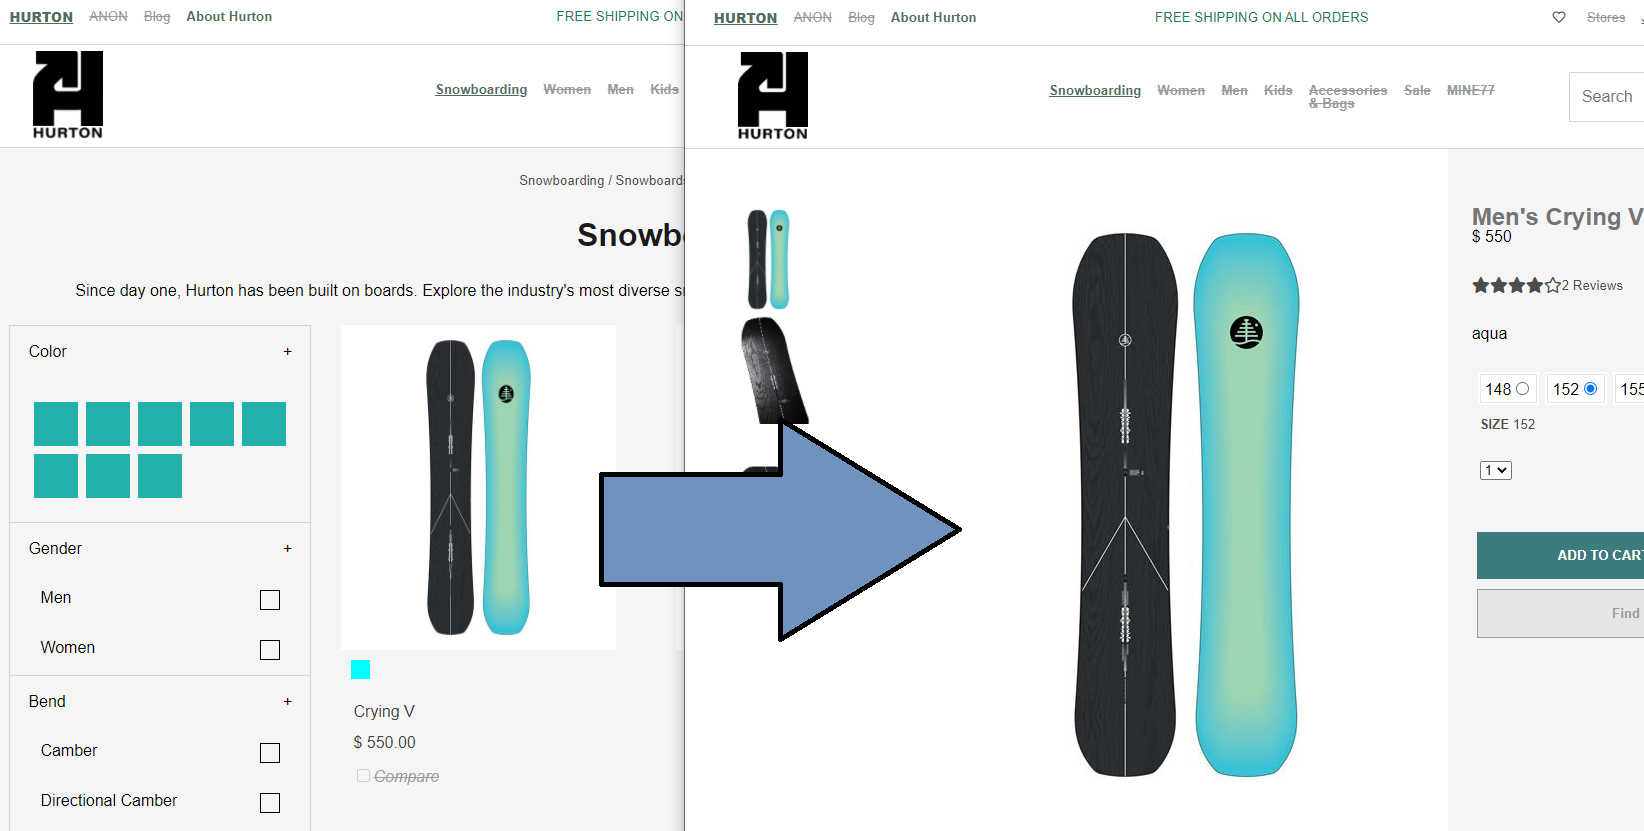 HURTON ANON Blog About Hurton FREE SHIPPING ON
HURTON
Snowboarding Women Men Kids
Snowboarding / Snowboards
Snowb
Since day one, Hurton has been built on boards. Explore the industry's most diverse s
Color +
Gender +
Men
Women
Bend +
Camber
Directional Camber
Crying V
$ 550.00
Compare
HURTON ANON Blog About Hurton FREE SHIPPING ON ALL ORDERS Stores
HURTON
Snowboarding Women Men Kids Accessories & Bags Sale MINE77
Search
Men's Crying V
$ 550
2 Reviews
aqua
148 152 155
SIZE 152
1
ADD TO CART
Find